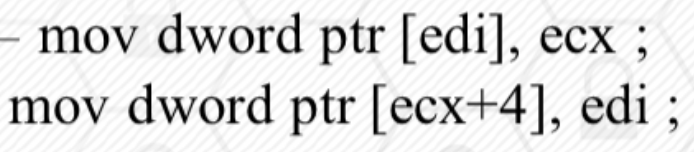 – mov dword ptr [edi], ecx ;
mov dword ptr [ecx+4], edi ;